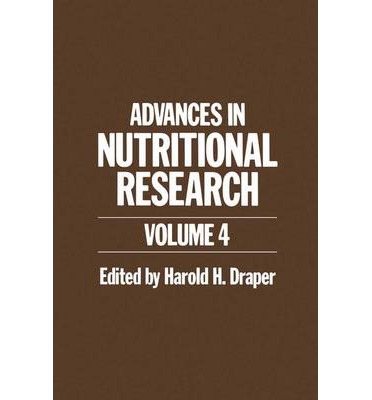 ADVANCES IN
NUTRITIONAL
RESEARCH
VOLUME 4
Edited by Harold H. Draper